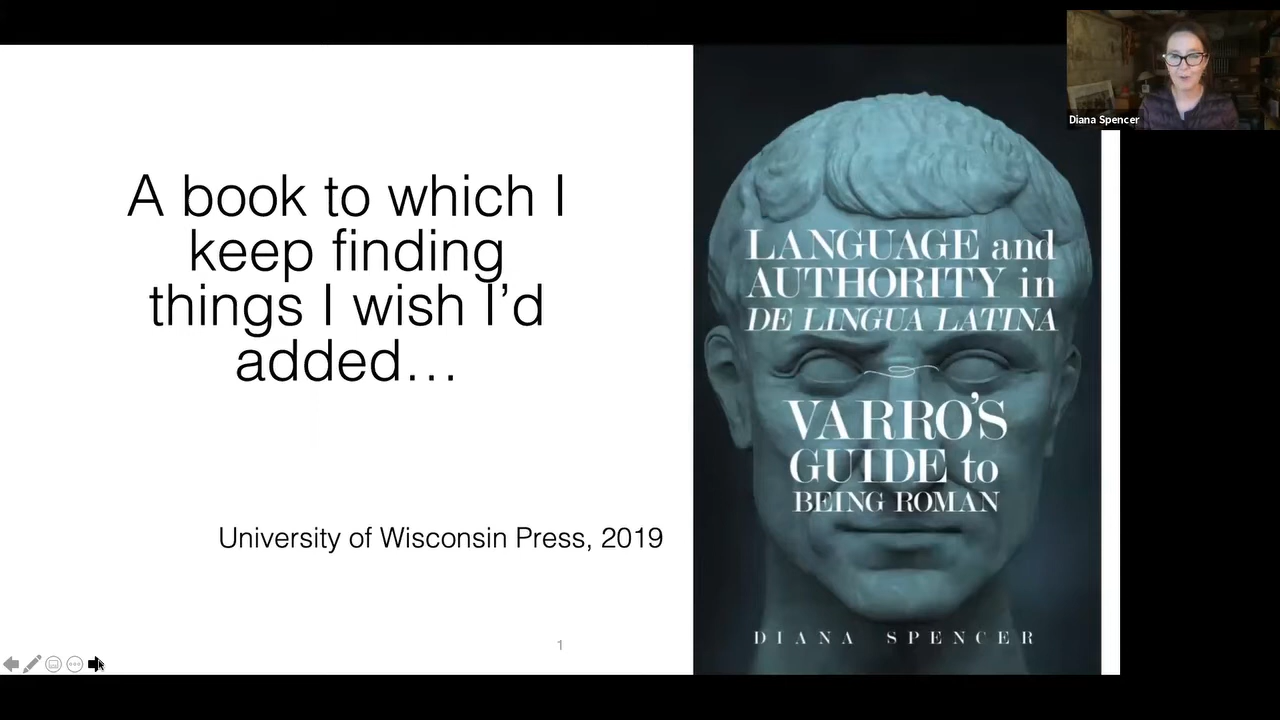 A book to which I
keep finding
things I wish I’d
added…
University of Wisconsin Press, 2019
1
LANGUAGE and
AUTHORITY in
DE LINGUA LATINA
VARRO’S
GUIDE to
BEING ROMAN
DIANA SPENCER
Diana Spencer